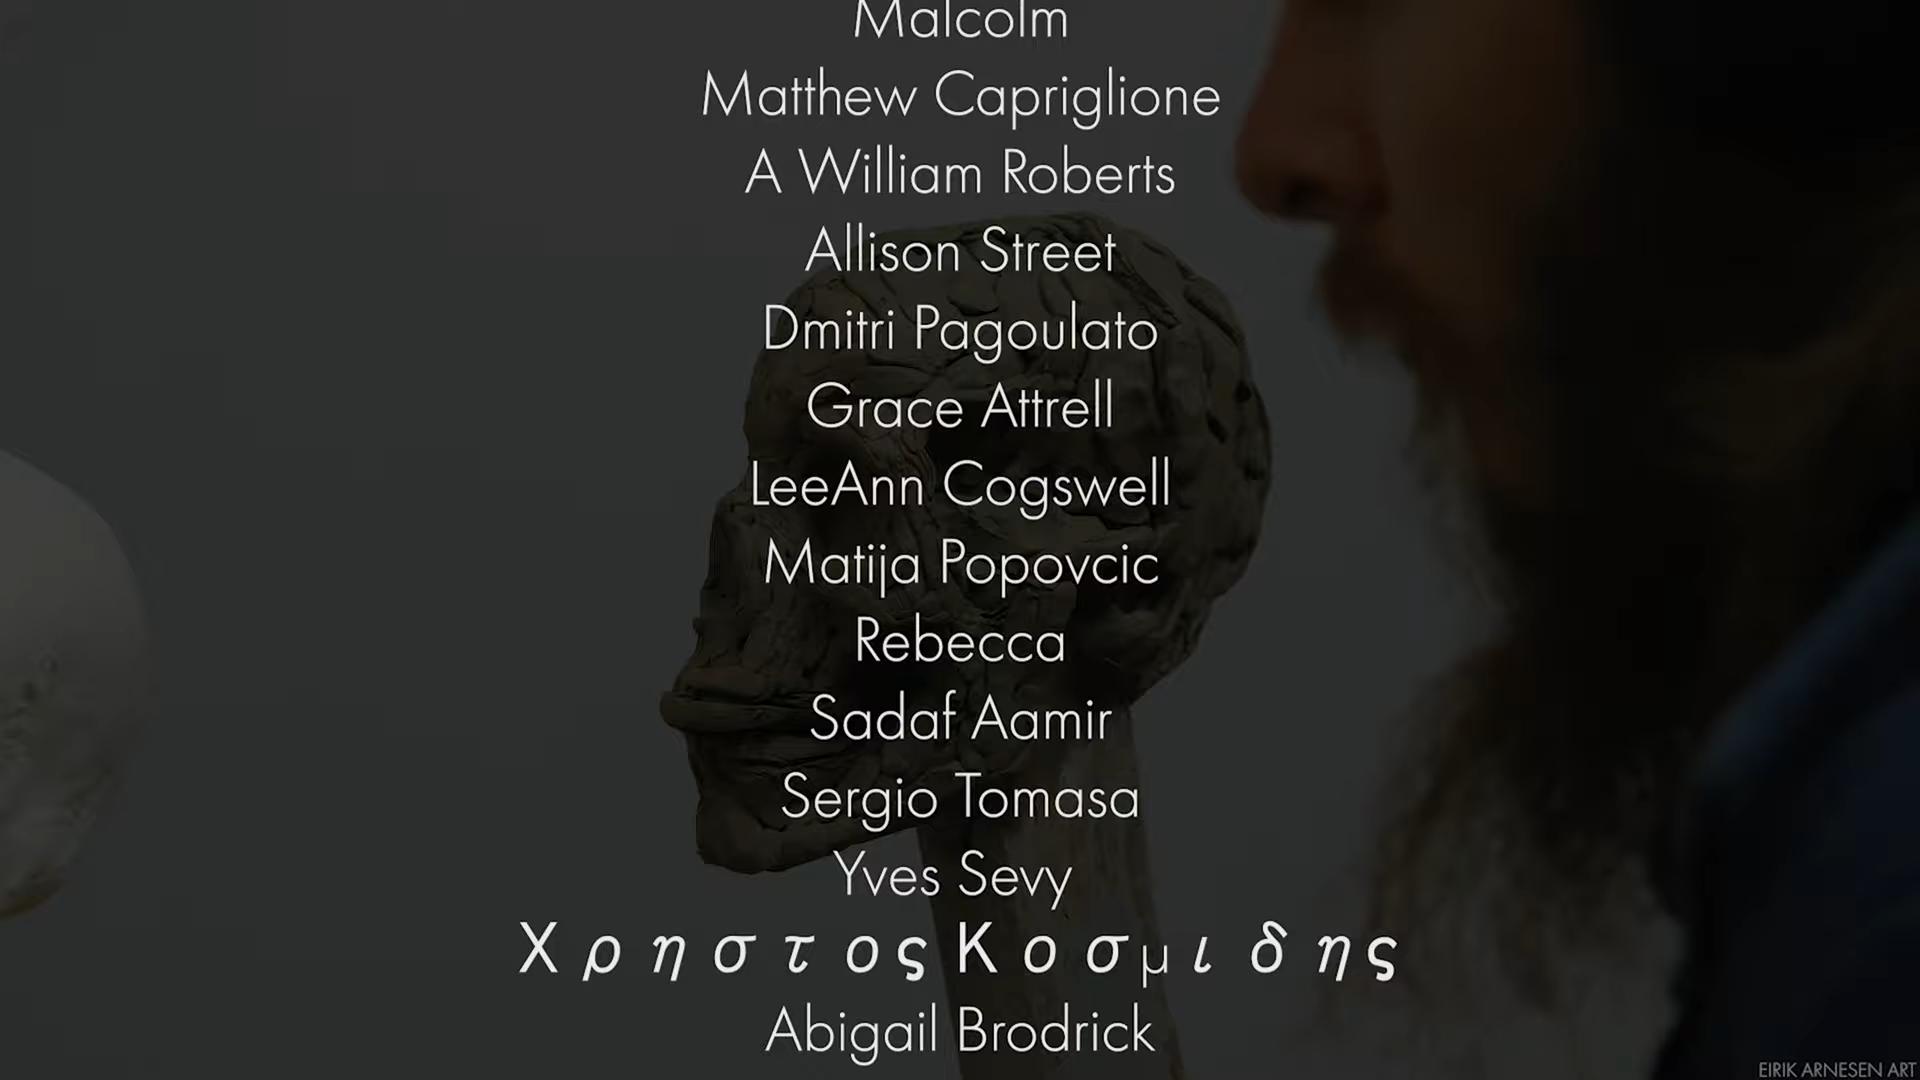 Malcolm
Matthew Capriglione
A William Roberts
Allison Street
Dmitri Pagoulato
Grace Attrell
LeeAnn Cogswell
Matija Popovcic
Rebecca
Sadaf Aamir
Sergio Tomasa
Yves Sevy
Χρηστος Κοσμιδης
Abigail Brodrick
EIRIK ARNESEN ART